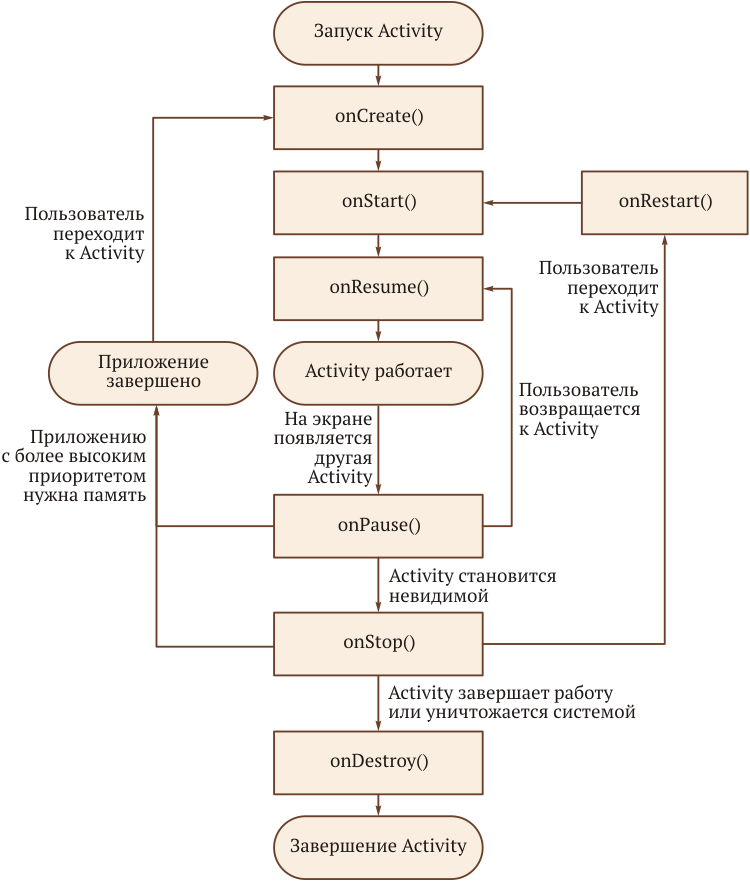 Запуск Activity
onCreate()
onStart()
onRestart()
Пользователь
переходит
к Activity
onResume()
Пользователь
переходит
к Activity
Приложение
завершено
Activity работает
Пользователь
возвращается
к Activity
На экране
появляется
другая
Activity
Приложению
с более высоким
приоритетом
нужна память
onPause()
Activity становится
невидимой
onStop()
Activity завершает работу
или уничтожается системой
onDestroy()
Завершение Activity